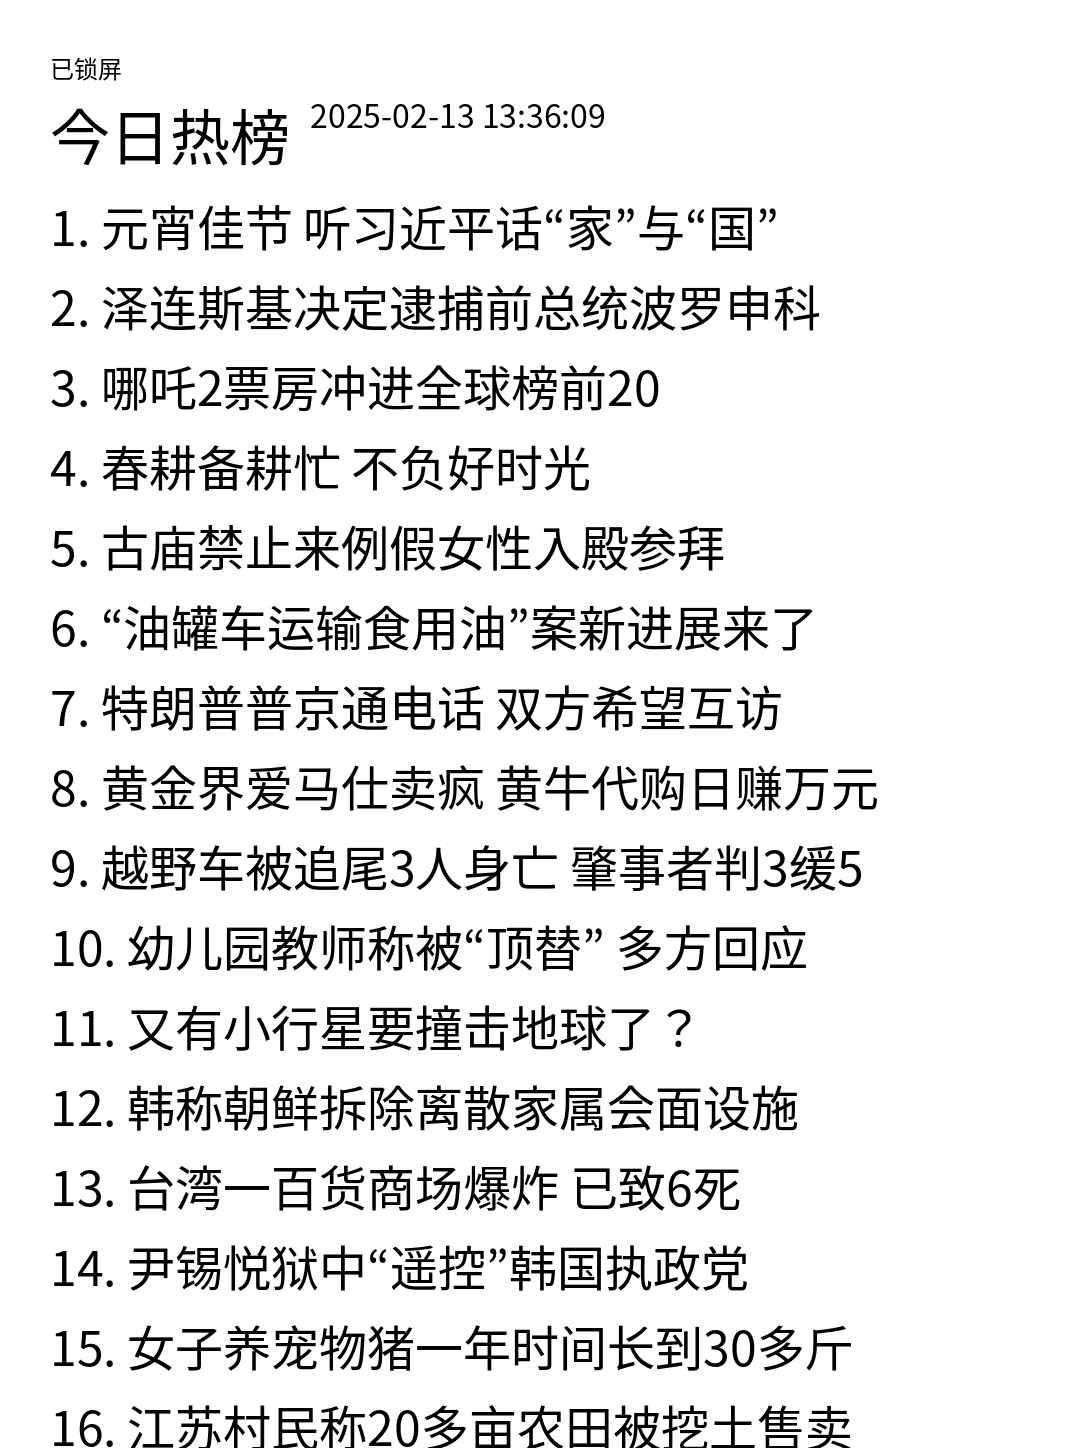 已锁屏
今日热榜 2025-02-13 13:36:09
1. 元宵佳节 听习近平话“家”与“国”
2. 泽连斯基决定逮捕前总统波罗申科
3. 哪吒2票房冲进全球榜前20
4. 春耕备耕忙 不负好时光
5. 古庙禁止来例假女性入殿参拜
6. “油罐车运输食用油”案新进展来了
7. 特朗普普京通电话 双方希望互访
8. 黄金界爱马仕卖疯 黄牛代购日赚万元
9. 越野车被追尾3人身亡 肇事者判3缓5
10. 幼儿园教师称被“顶替” 多方回应
11. 又有小行星要撞击地球了？
12. 韩称朝鲜拆除离散家属会面设施
13. 台湾一百货商场爆炸 已致6死
14. 尹锡悦狱中“遥控”韩国执政党
15. 女子养宠物猪一年时间长到30多斤
16. 江苏村民称20多亩农田被挖土售卖